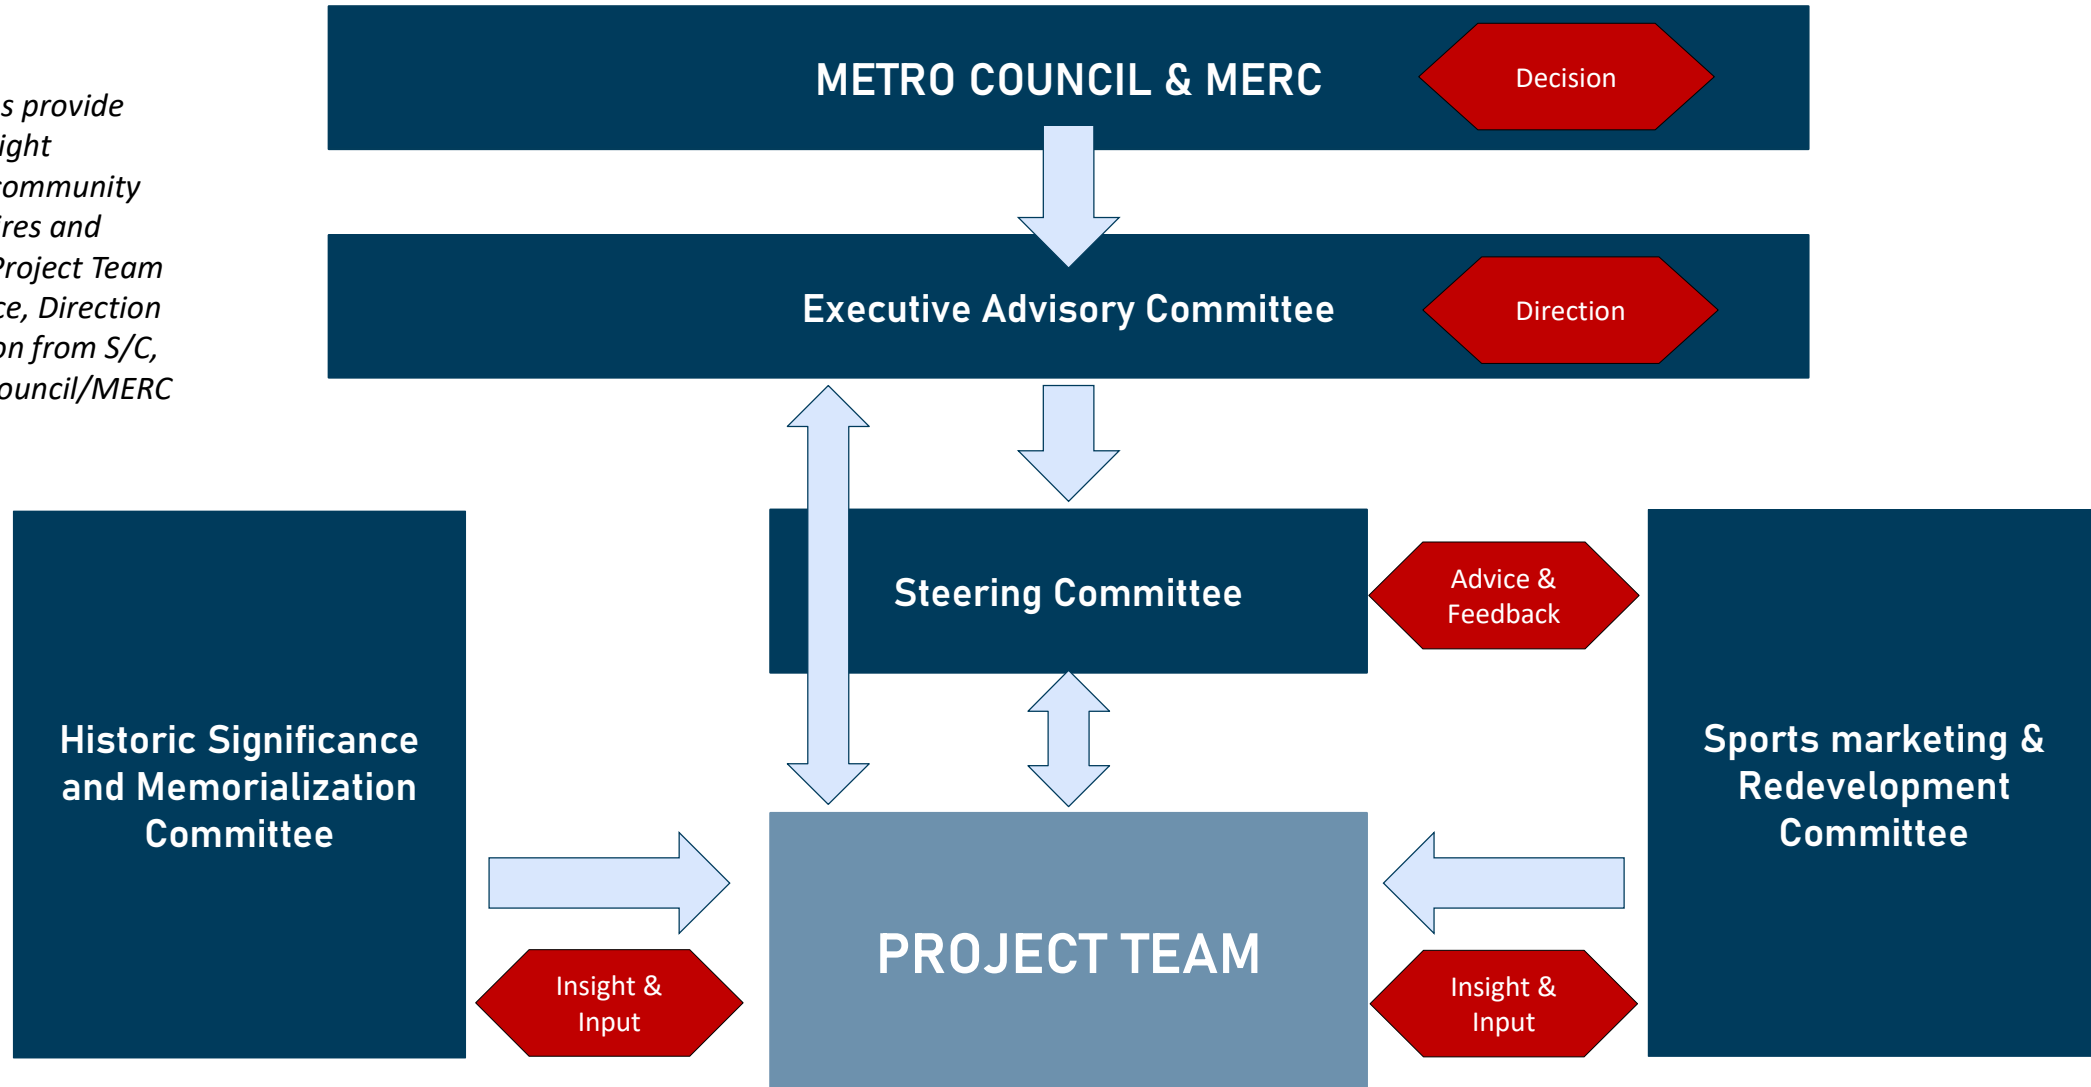 METRO COUNCIL & MERC
Decision
s provide
ight
community
res and
Project Team
ce, Direction
on from S/C,
ouncil/MERC
Executive Advisory Committee
Direction
Steering Committee
Advice &
Feedback
Historic Significance
and Memorialization
Committee
Sports marketing &
Redevelopment
Committee
PROJECT TEAM
Insight &
Input
Insight &
Input